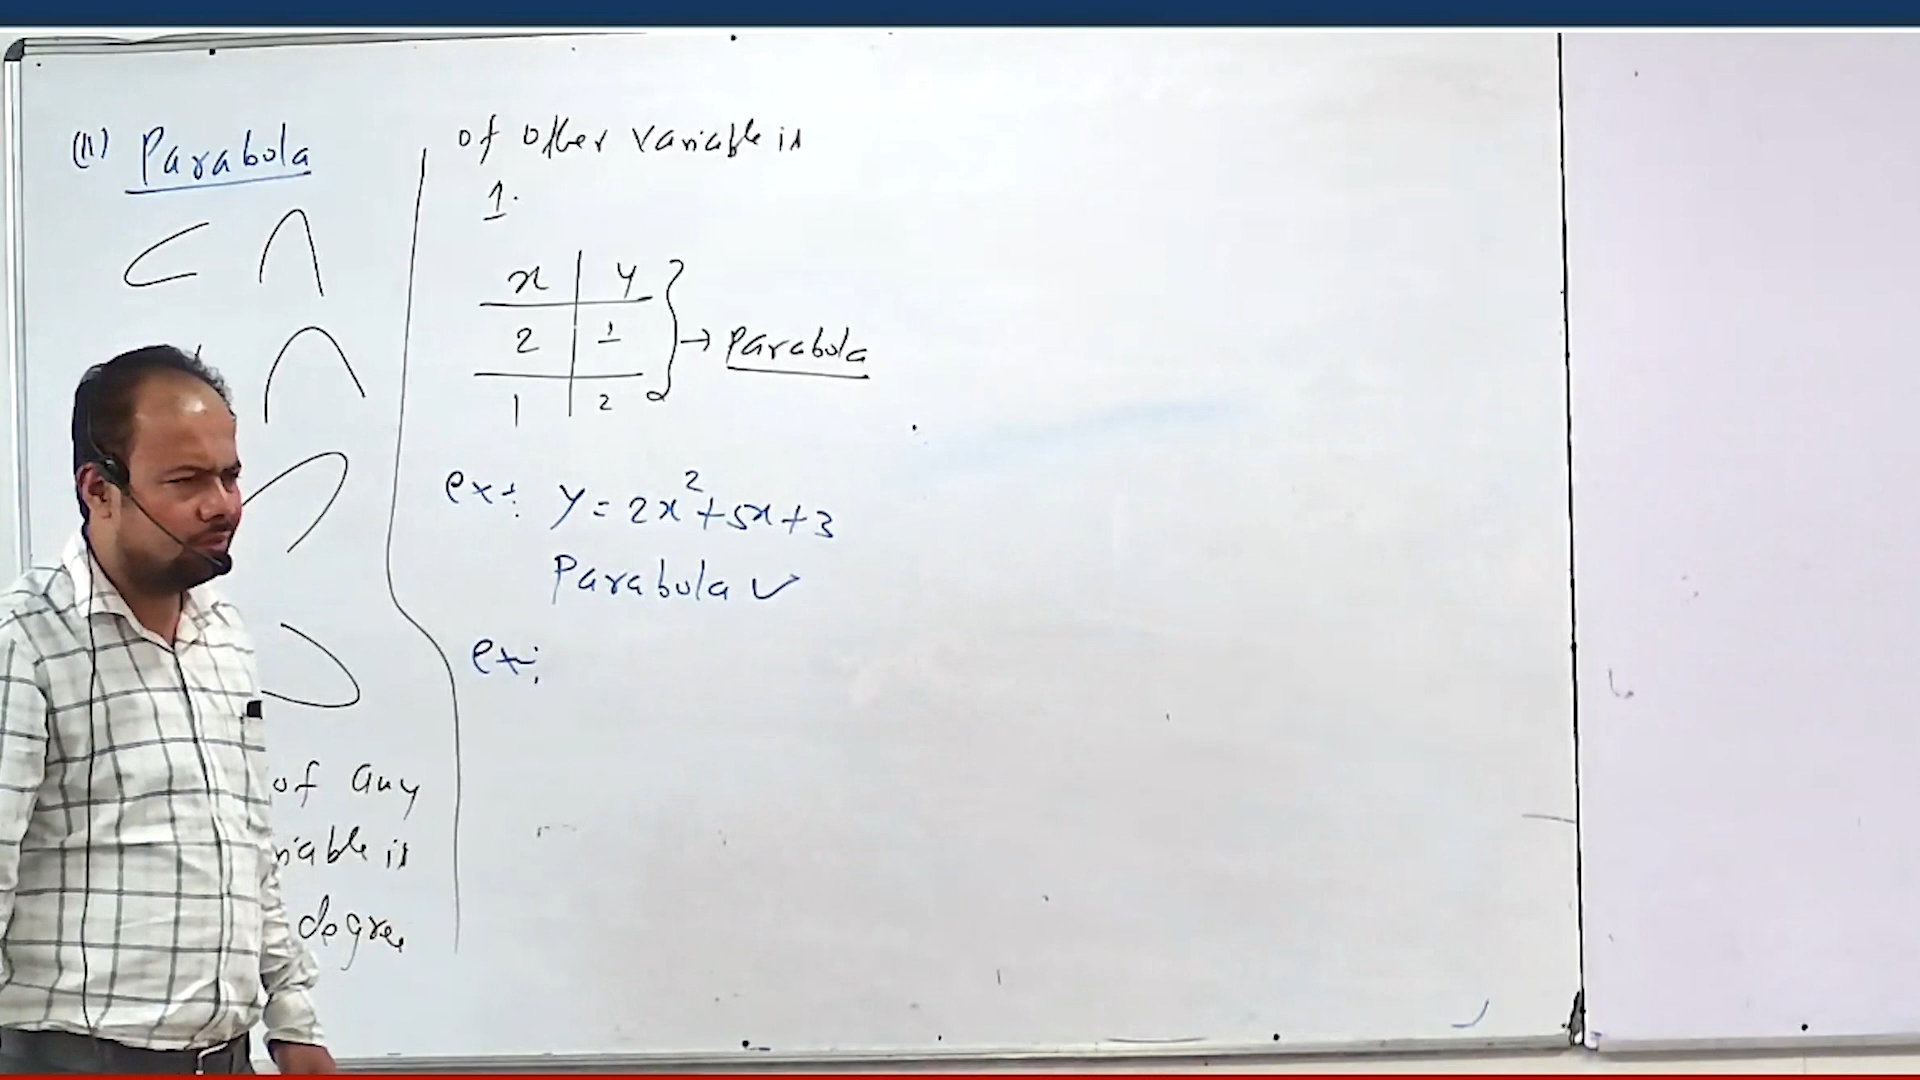 (11) Parabola
of any
is
degree
of other variable is
1.
x y
2 1
1 2
→ Parabola
ex: y = 2x²+5x+3
Parabola ✓
ex: